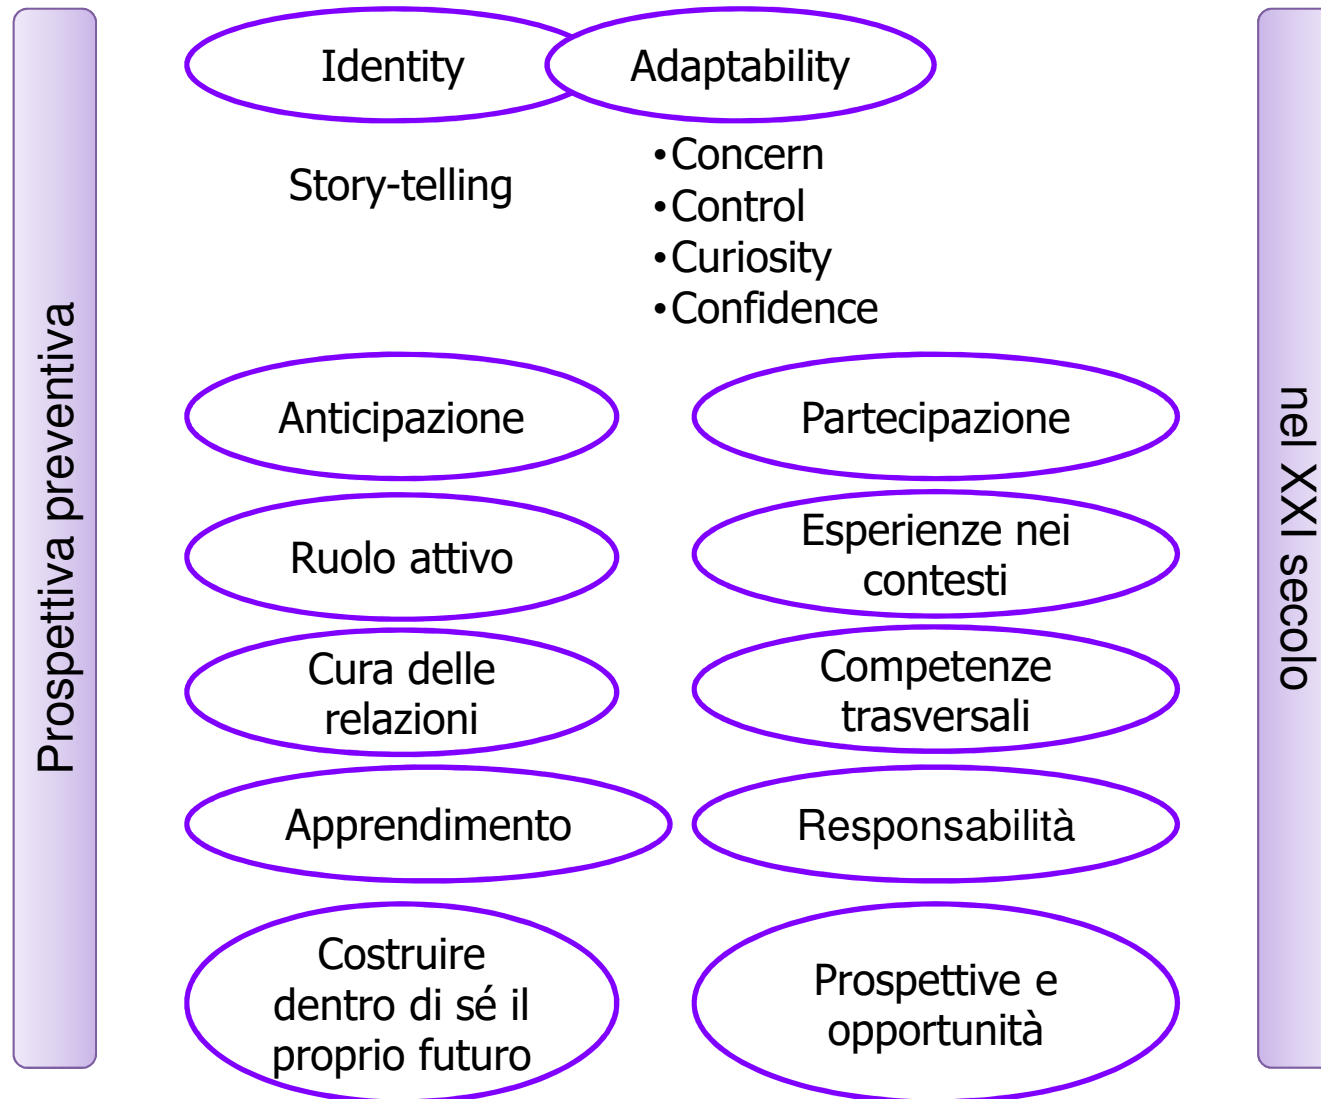 Prospettiva preventiva
Identity
Adaptability
Story-telling
•Concern
•Control
•Curiosity
•Confidence
Anticipazione
Partecipazione
Ruolo attivo
Esperienze nei
contesti
Cura delle
relazioni
Competenze
trasversali
Apprendimento
Responsabilità
Costruire
dentro di sé il
proprio futuro
Prospettive e
opportunità
nel XXI secolo